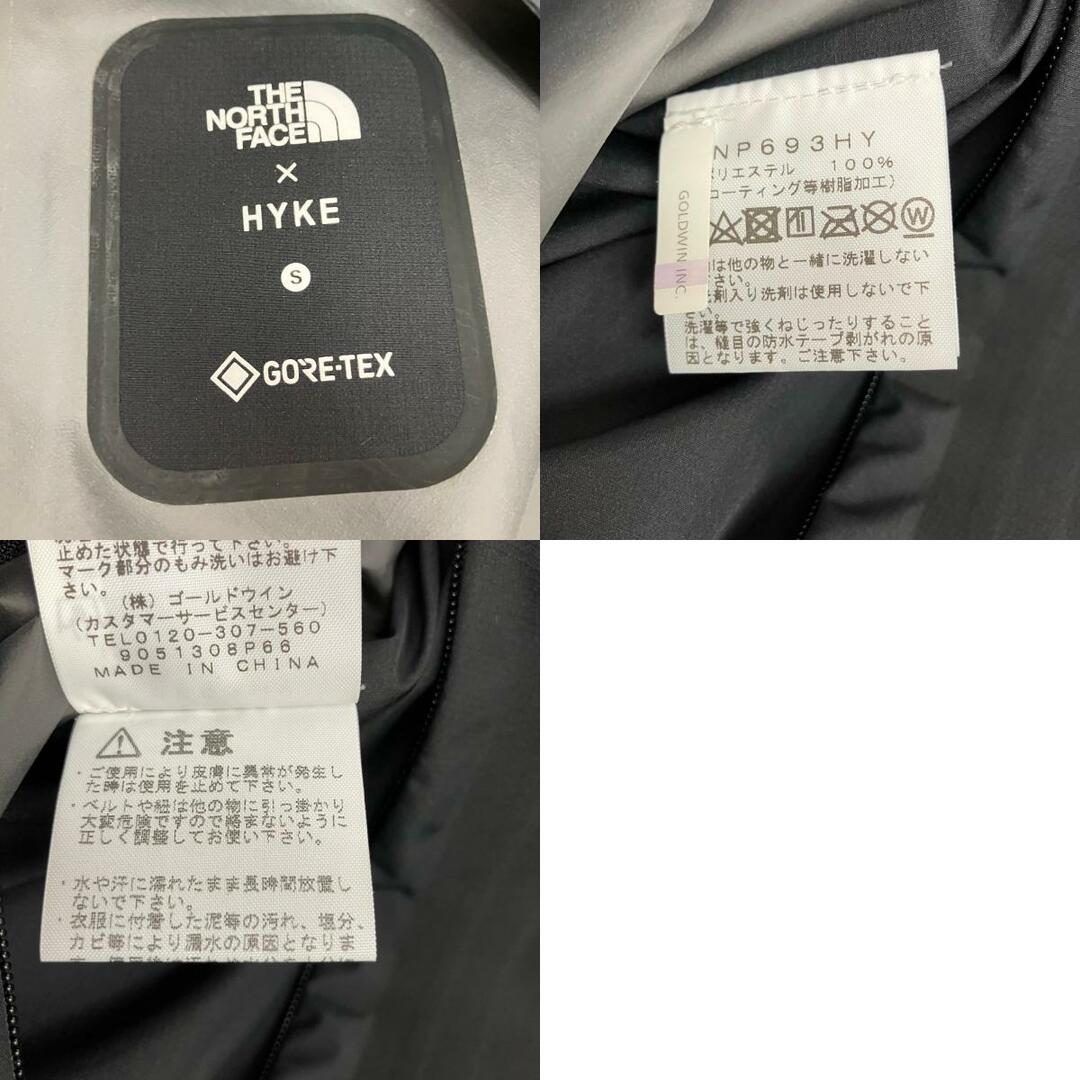 THE
NORTH
FACE
×
HYKE
S
GORE-TEX
NP693HY
ポリエステル 100%
コーティング等樹脂加工)
GOLDWIN INC.
は他の物と一緒に洗濯しない
ださい。
剤入り洗剤は使用しないで下
さい。
洗濯等で強くねじったりすること
は、縫目の防水テープ剥がれの原
因となります。ご注意下さい。
止めた状態で行って下さい。
マーク部分のもみ洗いはお避け下
さい。
(株)ゴールドウイン
(カスタマーサービスセンター)
TEL0120-307-560
9051308P66
MADE IN CHINA
注意
・ご使用により皮膚に異常が発生し
た時は使用を止めて下さい。
・ベルトや紐は他の物に引っ掛かり
大変危険ですので絡まないように
正しく調整してお使い下さい。
・水や汗に濡れたまま長時間放置し
ないで下さい。
・衣服に付着した泥等の汚れ、塩分、
カビ等により漏水の原因となりま